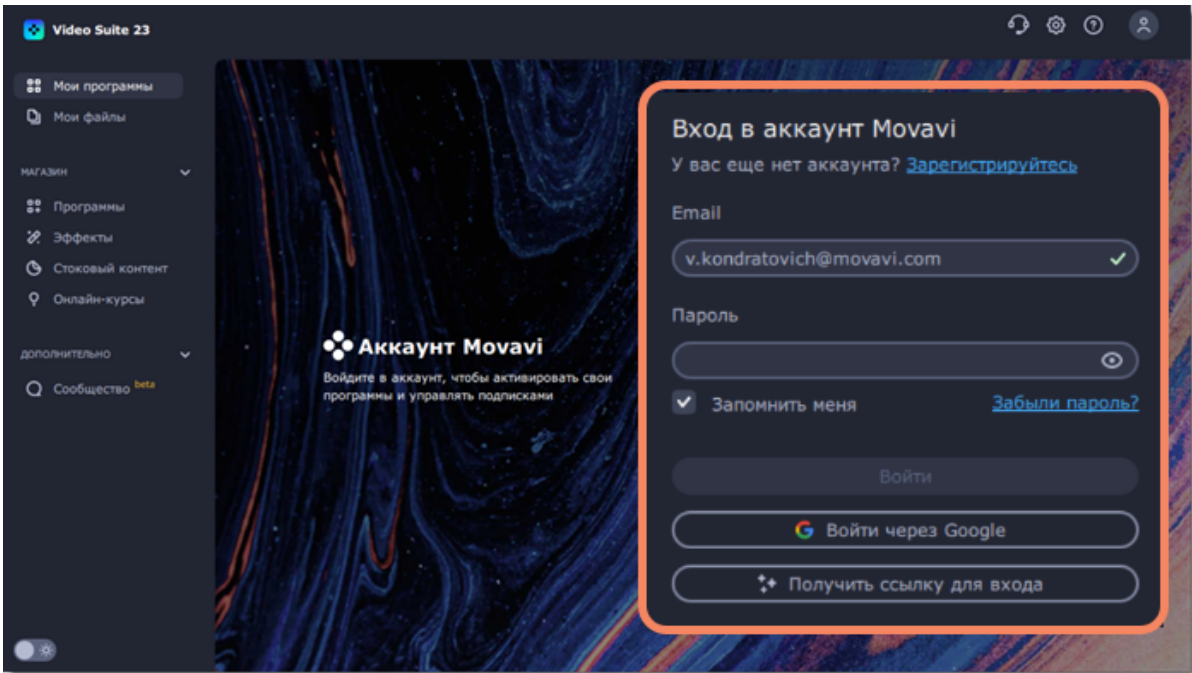 Video Suite 23
Мои программы
Мои файлы
МАГАЗИН
Программы
Эффекты
Стоковый контент
Онлайн-курсы
ДОПОЛНИТЕЛЬНО
Сообщество beta
Аккаунт Movavi
Войдите в аккаунт, чтобы активировать свои
программы и управлять подписками
Вход в аккаунт Movavi
У вас еще нет аккаунта? Зарегистрируйтесь
Email
v.kondratovich@movavi.com
Пароль
Запомнить меня
Забыли пароль?
Войти
Войти через Google
Получить ссылку для входа